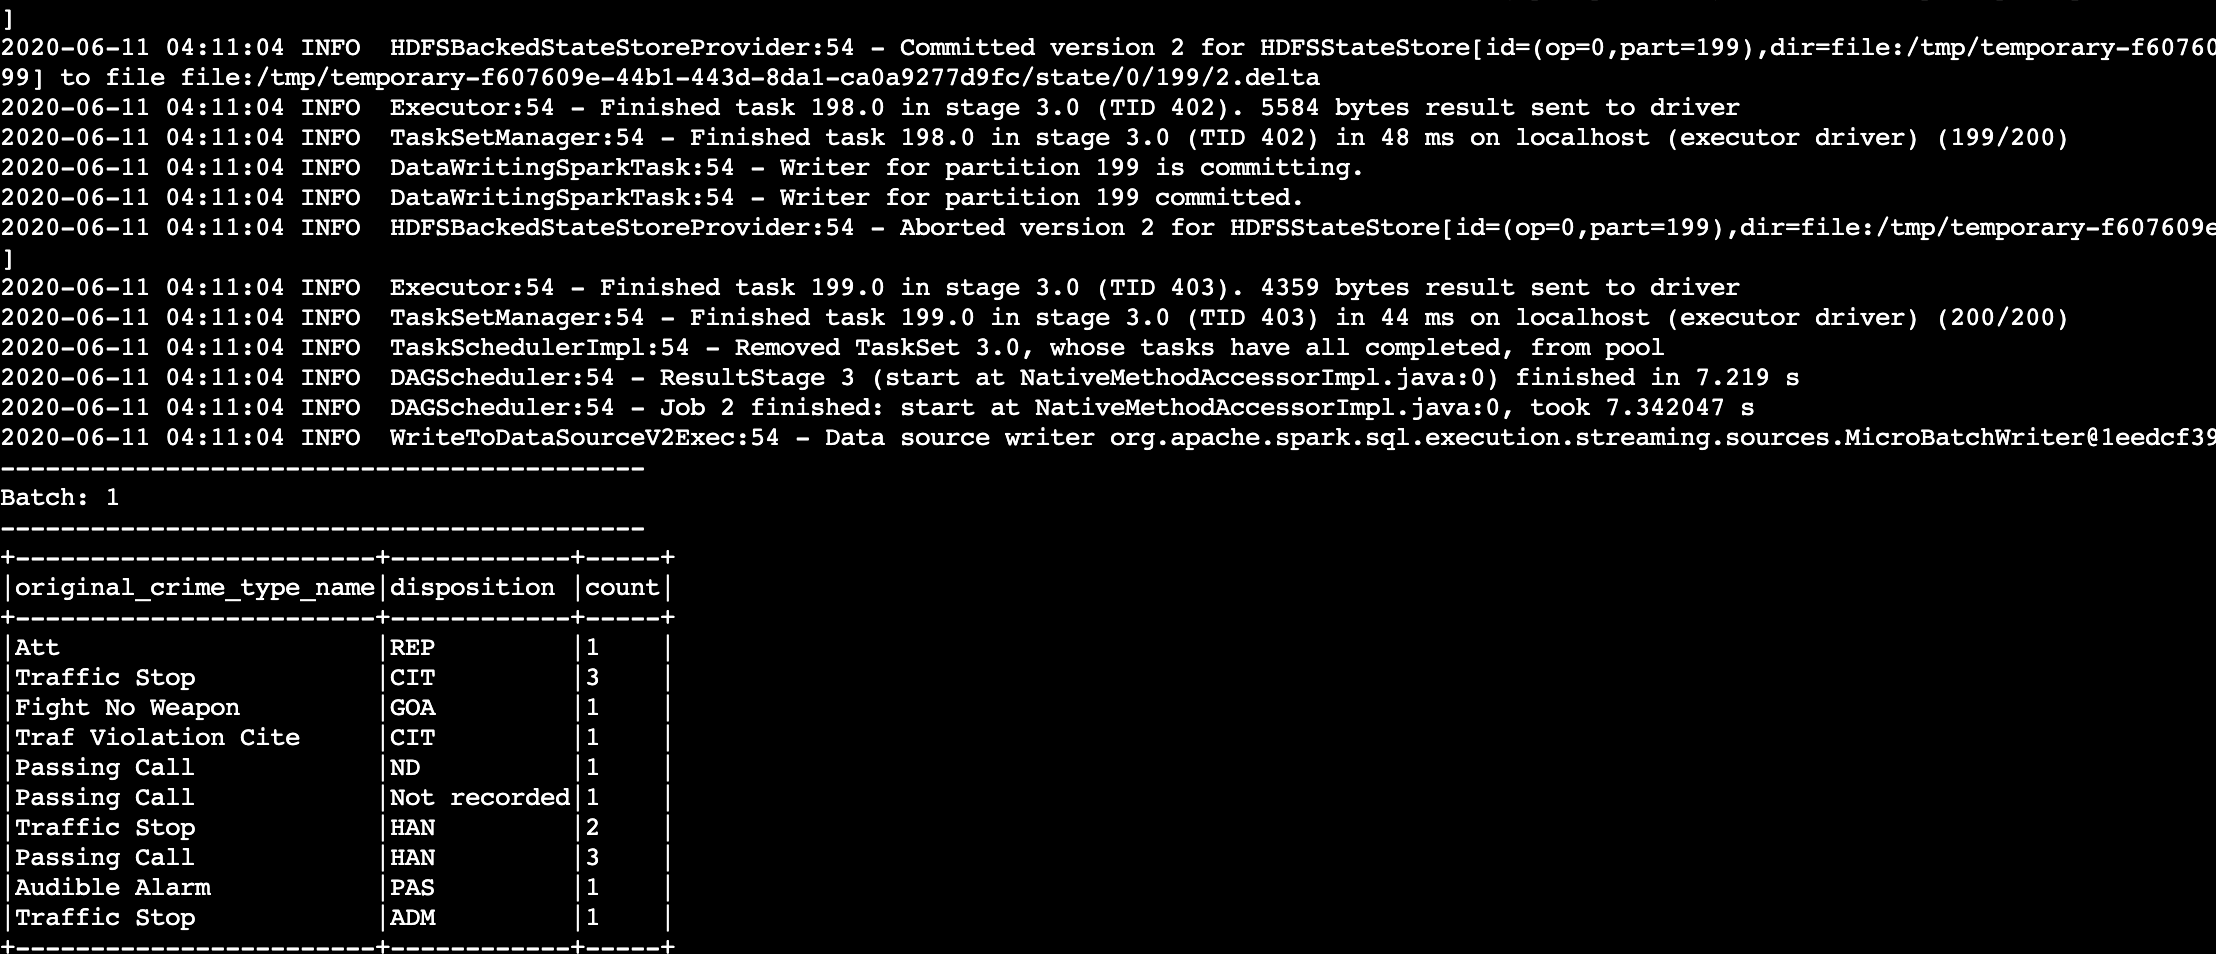 ]
2020-06-11 04:11:04 INFO  HDFSBackedStateStoreProvider:54 - Committed version 2 for HDFSStateStore[id=(op=0,part=199),dir=file:/tmp/temporary-f60760
99] to file file:/tmp/temporary-f607609e-44b1-443d-8da1-ca0a9277d9fc/state/0/199/2.delta
2020-06-11 04:11:04 INFO  Executor:54 - Finished task 198.0 in stage 3.0 (TID 402). 5584 bytes result sent to driver
2020-06-11 04:11:04 INFO  TaskSetManager:54 - Finished task 198.0 in stage 3.0 (TID 402) in 48 ms on localhost (executor driver) (199/200)
2020-06-11 04:11:04 INFO  DataWritingSparkTask:54 - Writer for partition 199 is committing.
2020-06-11 04:11:04 INFO  DataWritingSparkTask:54 - Writer for partition 199 committed.
2020-06-11 04:11:04 INFO  HDFSBackedStateStoreProvider:54 - Aborted version 2 for HDFSStateStore[id=(op=0,part=199),dir=file:/tmp/temporary-f607609e
]
2020-06-11 04:11:04 INFO  Executor:54 - Finished task 199.0 in stage 3.0 (TID 403). 4359 bytes result sent to driver
2020-06-11 04:11:04 INFO  TaskSetManager:54 - Finished task 199.0 in stage 3.0 (TID 403) in 44 ms on localhost (executor driver) (200/200)
2020-06-11 04:11:04 INFO  TaskSchedulerImpl:54 - Removed TaskSet 3.0, whose tasks have all completed, from pool
2020-06-11 04:11:04 INFO  DAGScheduler:54 - ResultStage 3 (start at NativeMethodAccessorImpl.java:0) finished in 7.219 s
2020-06-11 04:11:04 INFO  DAGScheduler:54 - Job 2 finished: start at NativeMethodAccessorImpl.java:0, took 7.342047 s
2020-06-11 04:11:04 INFO  WriteToDataSourceV2Exec:54 - Data source writer org.apache.spark.sql.execution.streaming.sources.MicroBatchWriter@1eedcf39
-------------------------------------------
Batch: 1
-------------------------------------------
+------------------------+------------+-----+
|original_crime_type_name|disposition |count|
+------------------------+------------+-----+
|Att                     |REP         |1    |
|Traffic Stop            |CIT         |3    |
|Fight No Weapon         |GOA         |1    |
|Traf Violation Cite     |CIT         |1    |
|Passing Call            |ND          |1    |
|Passing Call            |Not recorded|1    |
|Traffic Stop            |HAN         |2    |
|Passing Call            |HAN         |3    |
|Audible Alarm           |PAS         |1    |
|Traffic Stop            |ADM         |1    |
+------------------------+------------+-----+